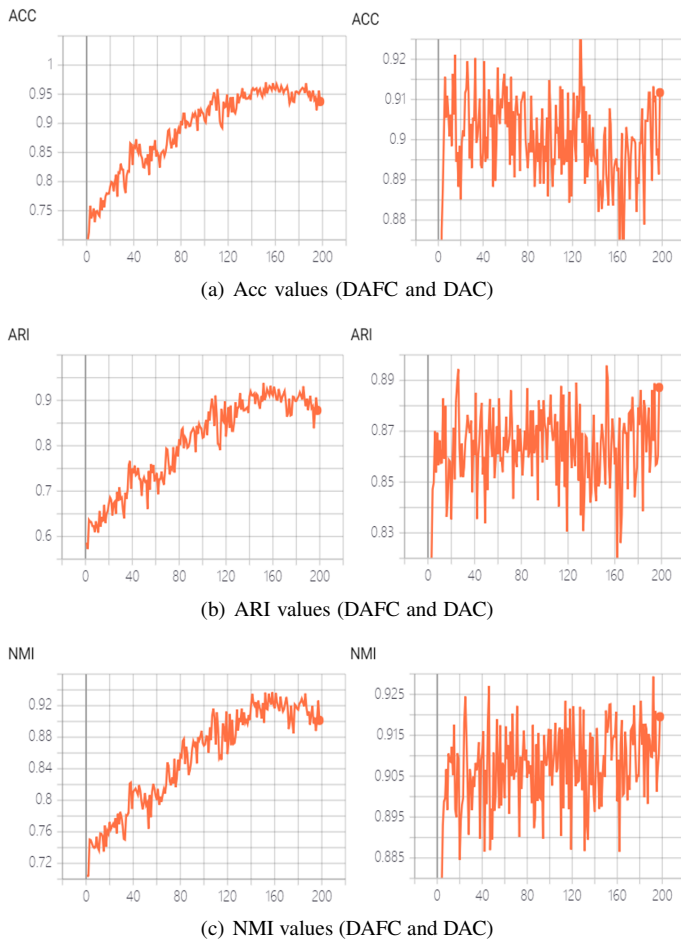 ACC
ACC
1
0.95
0.9
0.85
0.8
0.75
0 40 80 120 160 200
0.92
0.91
0.9
0.89
0.88
0 40 80 120 160 200
(a) Acc values (DAFC and DAC)
ARI
ARI
0.9
0.8
0.7
0.6
0 40 80 120 160 200
0.89
0.87
0.85
0.83
0 40 80 120 160 200
(b) ARI values (DAFC and DAC)
NMI
NMI
0.92
0.88
0.84
0.8
0.76
0.72
0 40 80 120 160 200
0.925
0.915
0.905
0.895
0.885
0 40 80 120 160 200
(c) NMI values (DAFC and DAC)